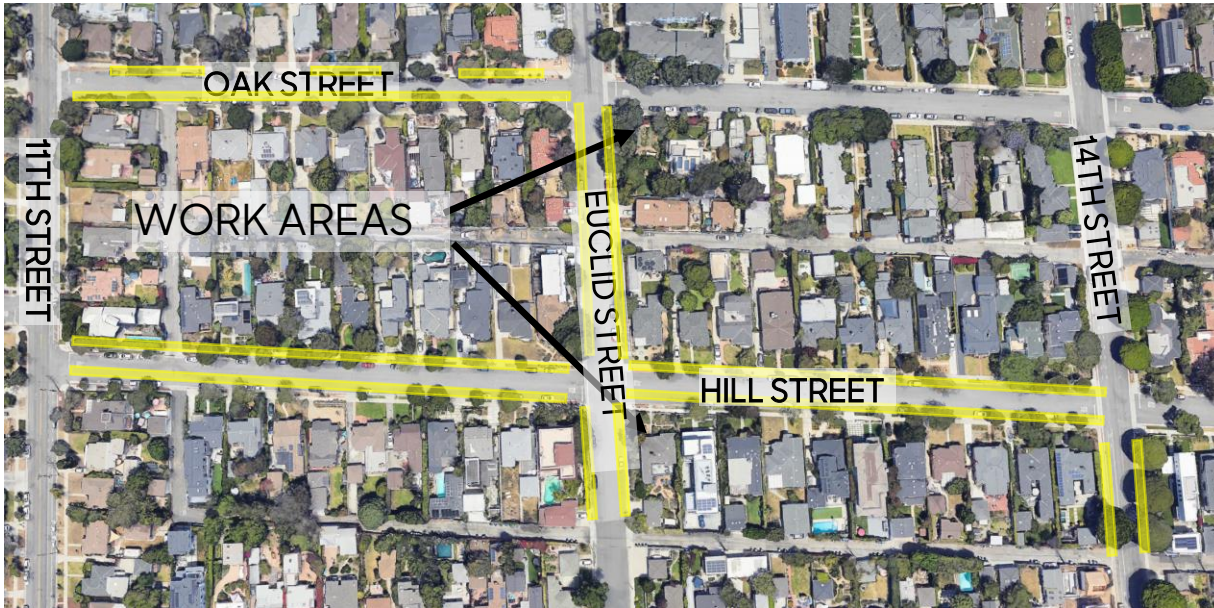 OAK STREET
11TH STREET
14TH STREET
WORK AREAS
EUCLID STREET
HILL STREET